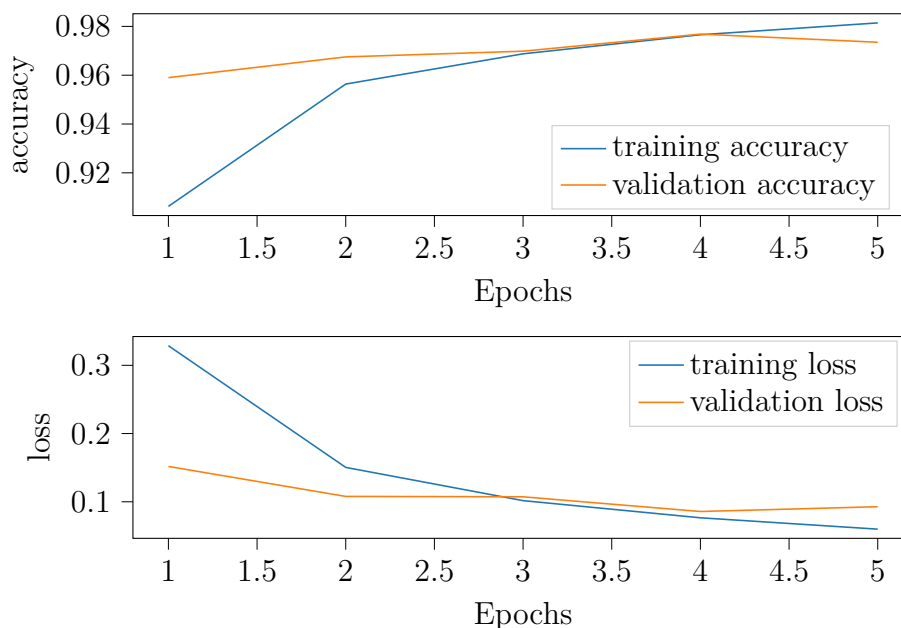 0.98
0.96
0.94
0.92
accuracy
training accuracy
validation accuracy
1 1.5 2 2.5 3 3.5 4 4.5 5
Epochs
0.3
0.2
0.1
loss
training loss
validation loss
1 1.5 2 2.5 3 3.5 4 4.5 5
Epochs